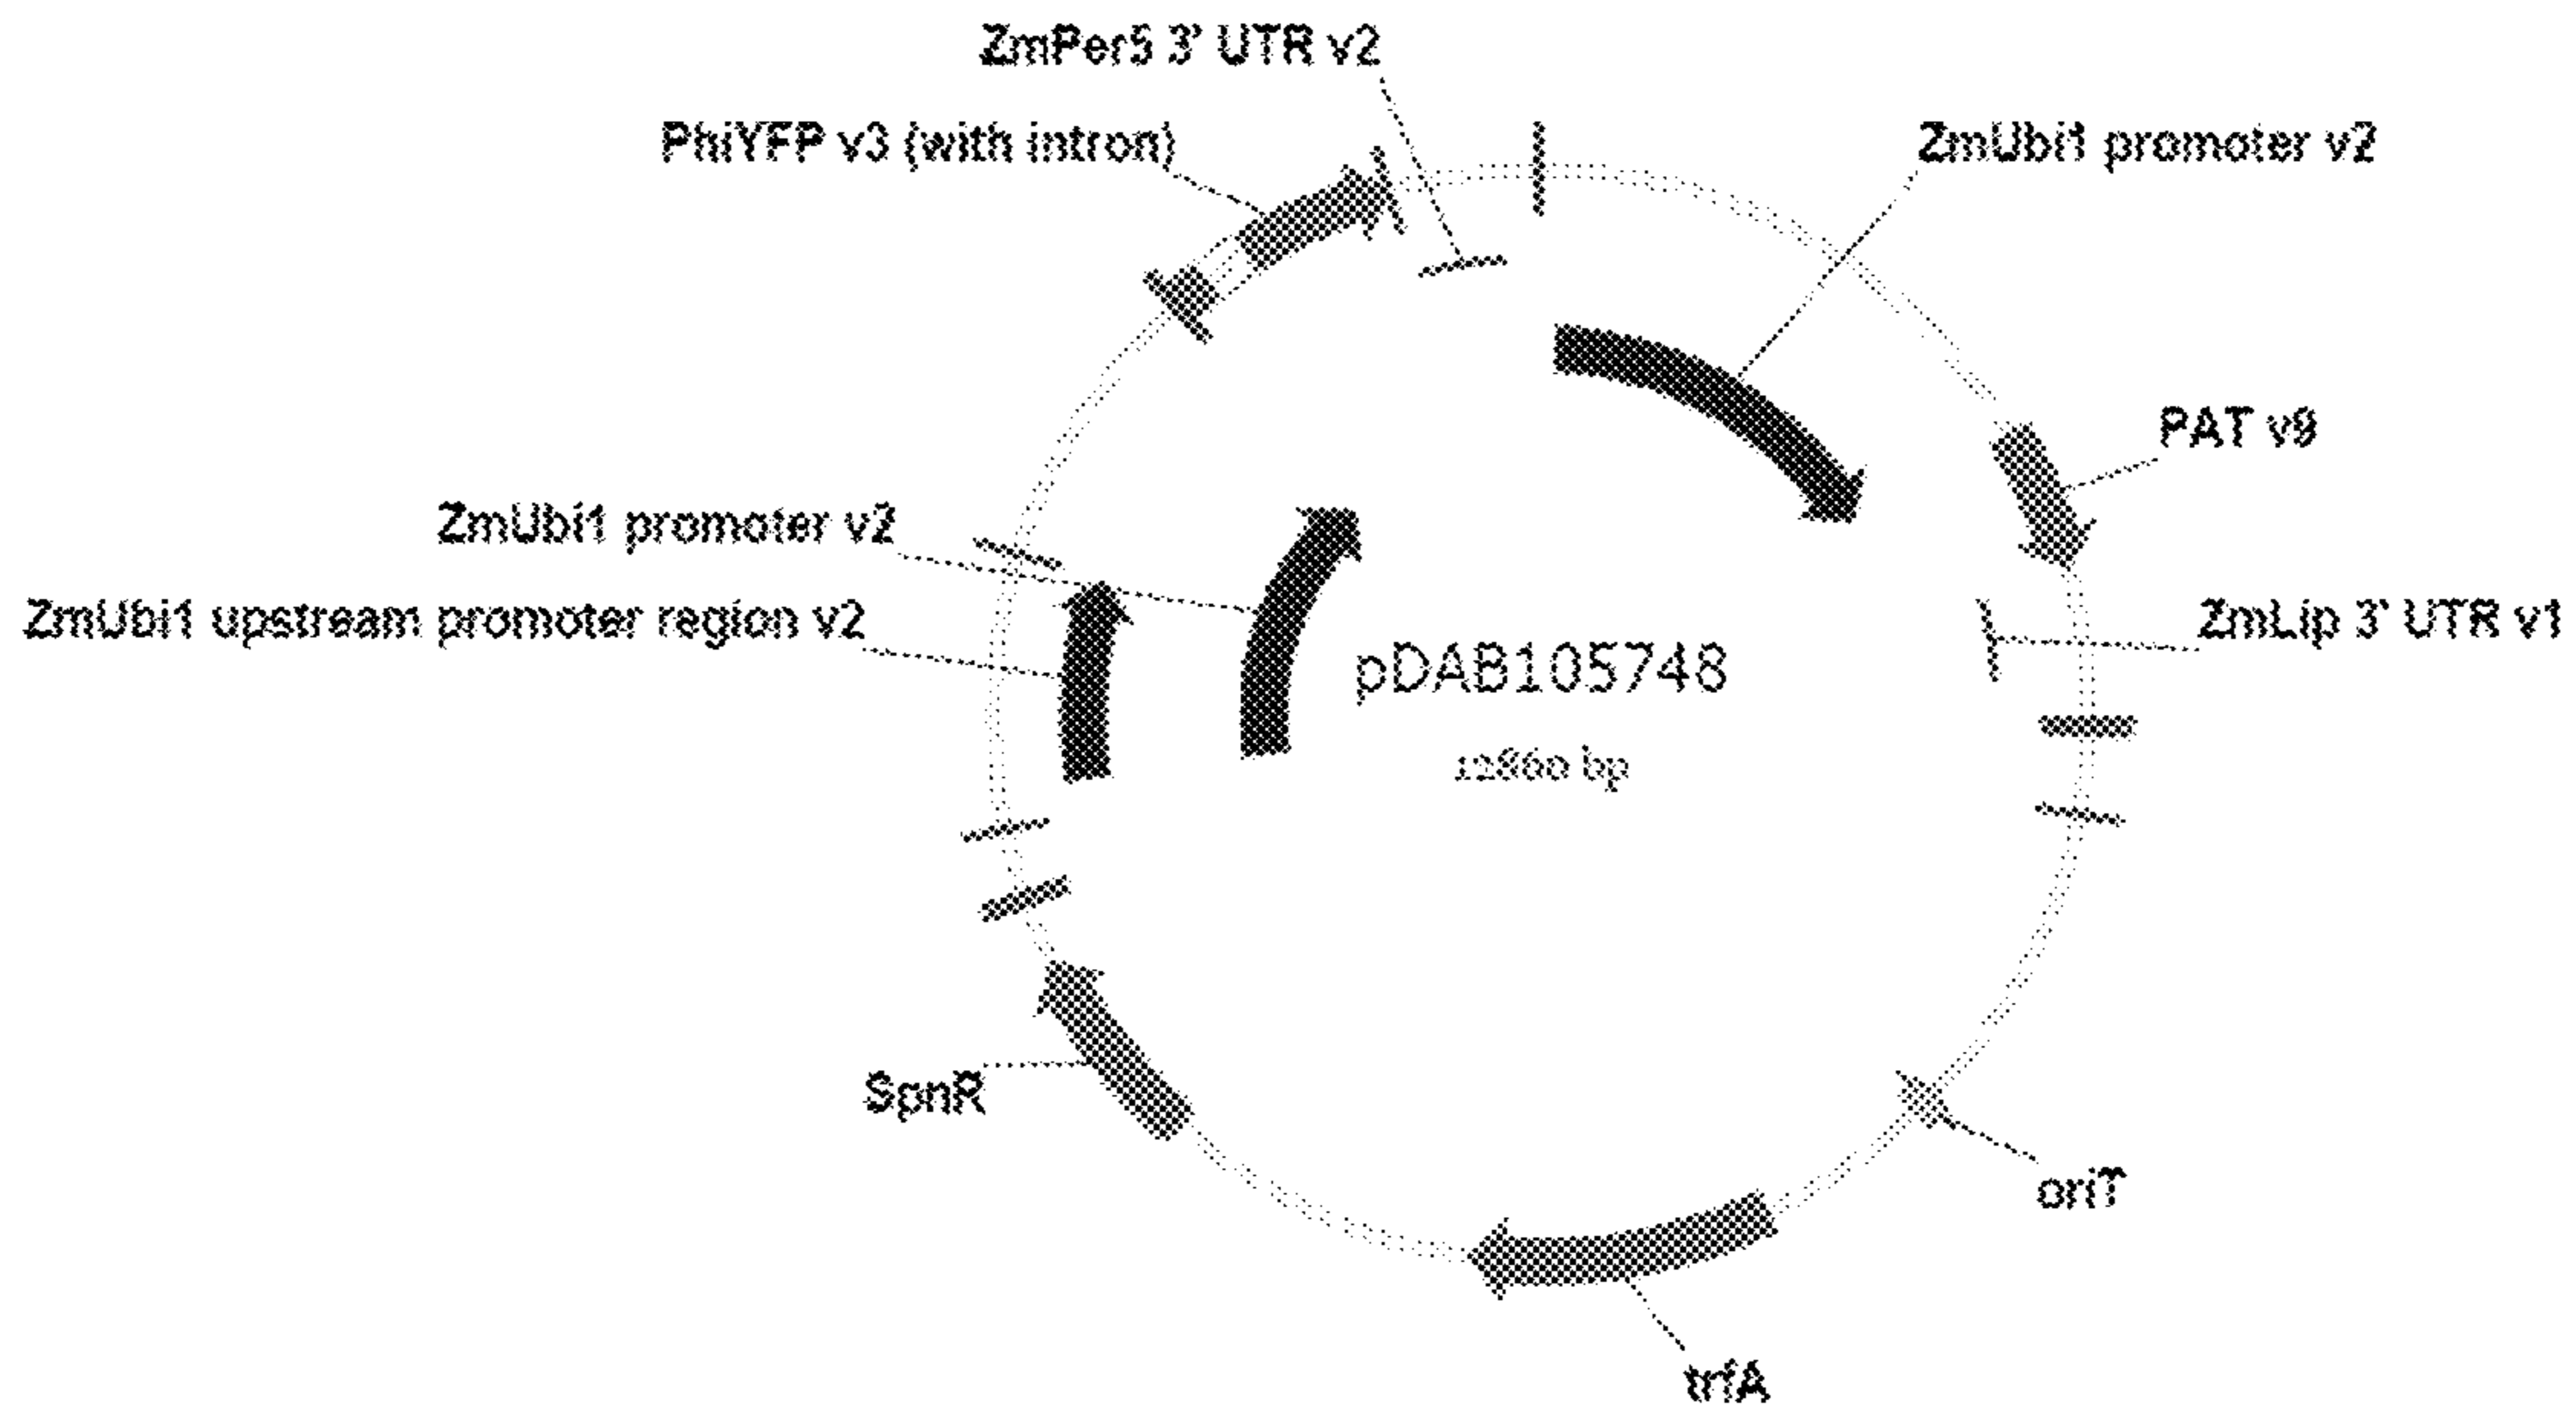 ZmPer5 3' UTR v2
PhiYFP v3 (with intron)
ZmUbi1 promoter v2
PAT v9
ZmUbi1 promoter v2
ZmUbi1 upstream promoter region v2
ZmLip 3' UTR v1
pDAB105748
12860 bp
SpnR
oriT
trfA